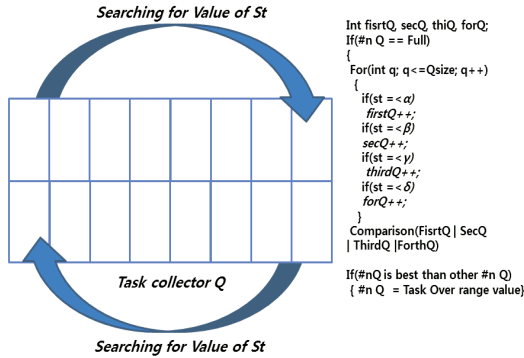 Searching for Value of St
Task collector Q
Searching for Value of St
Int fisrtQ, secQ, thiQ, forQ;
If(#n Q == Full)
{
For(int q; q<=Qsize; q++)
{
if(st =<α)
firstQ++;
if(st =<β)
secQ++;
if(st =<γ)
thirdQ++;
if(st =<δ)
forQ++;
}
Comparison(FisrtQ | SecQ
| ThirdQ |ForthQ)
If(#nQ is best than other #n Q)
{ #n Q = Task Over range value}